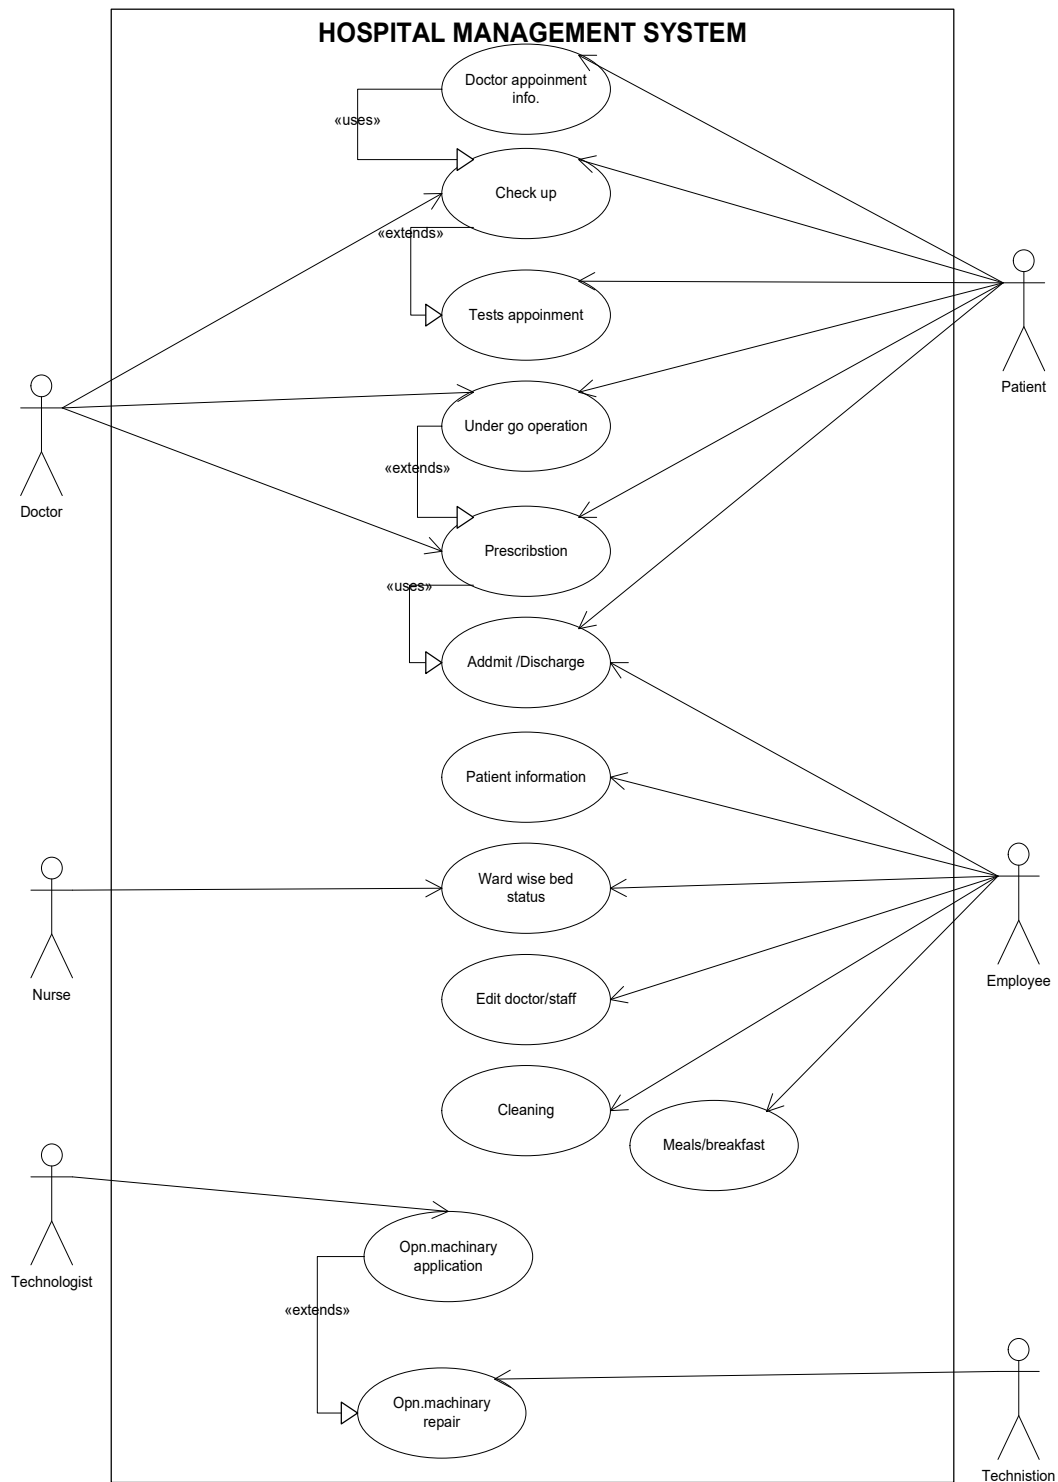 HOSPITAL MANAGEMENT SYSTEM
Doctor appoinment
info.
«uses»
Check up
«extends»
Tests appoinment
Patient
Under go operation
«extends»
Doctor
Prescribstion
«uses»
Addmit /Discharge
Patient information
Ward wise bed
status
Nurse
Employee
Edit doctor/staff
Cleaning
Meals/breakfast
Technologist
Opn.machinary
application
«extends»
Opn.machinary
repair
Technistion